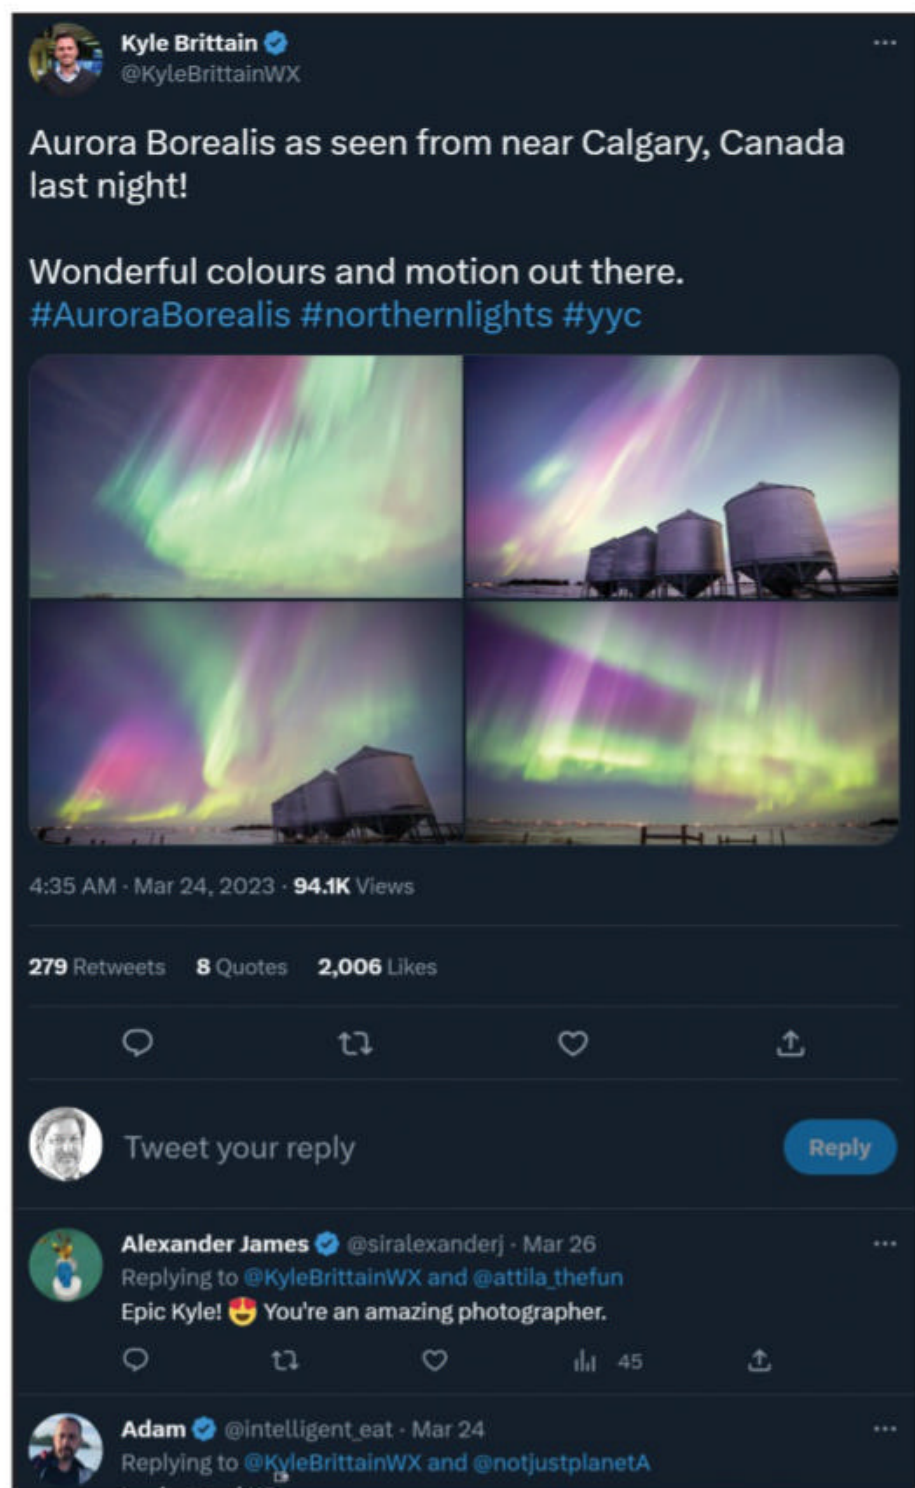 Kyle Brittain
@KyleBrittainWX
Aurora Borealis as seen from near Calgary, Canada
last night!
Wonderful colours and motion out there.
#AuroraBorealis #northernlights #yyc
4:35 AM · Mar 24, 2023 · 94.1K Views
279 Retweets 8 Quotes 2,006 Likes
Tweet your reply
Reply
Alexander James @siralexanderj · Mar 26
Replying to @KyleBrittainWX and @attila_thefun
Epic Kyle! 😍 You're an amazing photographer.
45
Adam @intelligent_eat · Mar 24
Replying to @KyleBrittainWX and @notjustplanetA